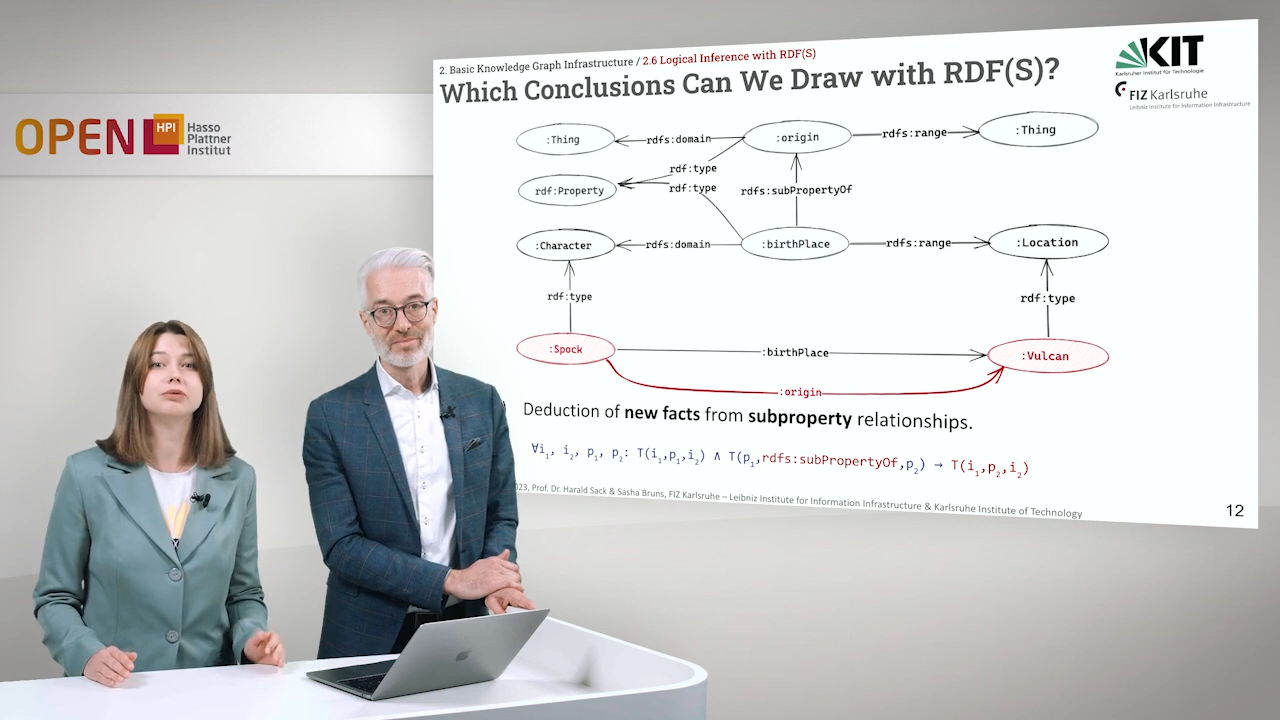 OPEN
HPI
Hasso
Plattner
Institut
2. Basic Knowledge Graph Infrastructure / 2.6 Logical Inference with RDF(S)
Which Conclusions Can We Draw with RDF(S)?
KIT
Karlsruher Institut für Technologie
FIZ Karlsruhe
Leibniz Institute for Information Infrastructure
:Thing
rdfs:domain
:origin
rdfs:range
:Thing
rdf:type
rdf:Property
rdf:type
rdfs:subPropertyOf
:Character
rdfs:domain
:birthPlace
rdfs:range
:Location
rdf:type
rdf:type
:Spock
:birthPlace
:Vulcan
:origin
Deduction of new facts from subproperty relationships.
∀i₁, i₂, p₁, p₂: T(i₁,p₁,i₂) ∧ T(p₁,rdfs:subPropertyOf,p₂) → T(i₁,p₂,i₂)
23, Prof. Dr. Harald Sack & Sasha Bruns, FIZ Karlsruhe – Leibniz Institute for Information Infrastructure & Karlsruhe Institute of Technology
12